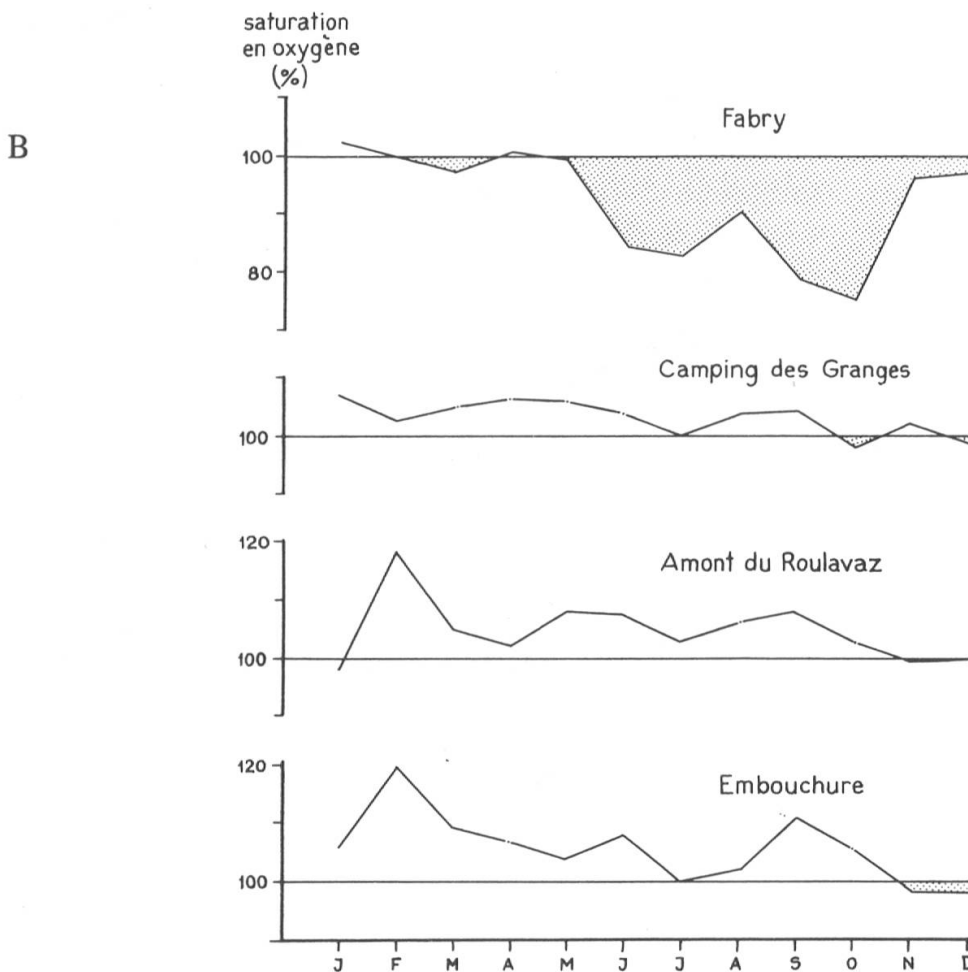 saturation
en oxygène
(%)
B
Fabry
100
80
Camping des Granges
100
120
Amont du Roulavaz
100
120
Embouchure
100
J F M A M J J A S O N D